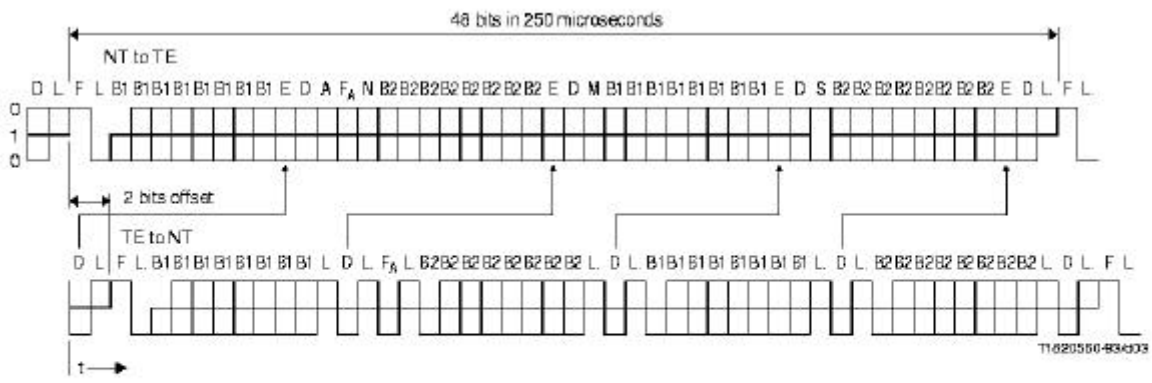 48 bits in 250 microseconds
NT to TE
D L F L B1 B1 B1 B1 B1 B1 B1 B1 E D A FA N B2 B2 B2 B2 B2 B2 B2 B2 E D M B1 B1 B1 B1 B1 B1 B1 B1 E D S B2 B2 B2 B2 B2 B2 B2 B2 E D L F L
0
1
0
2 bits offset
TE to NT
D L F L. B1 B1 B1 B1 B1 B1 B1 B1 L D L. FA L. B2 B2 B2 B2 B2 B2 B2 B2 L. D L. B1 B1 B1 B1 B1 B1 B1 B1 L. D L. B2 B2 B2 B2 B2 B2 B2 B2 L. D L. F L
T1820560-93/d03
t